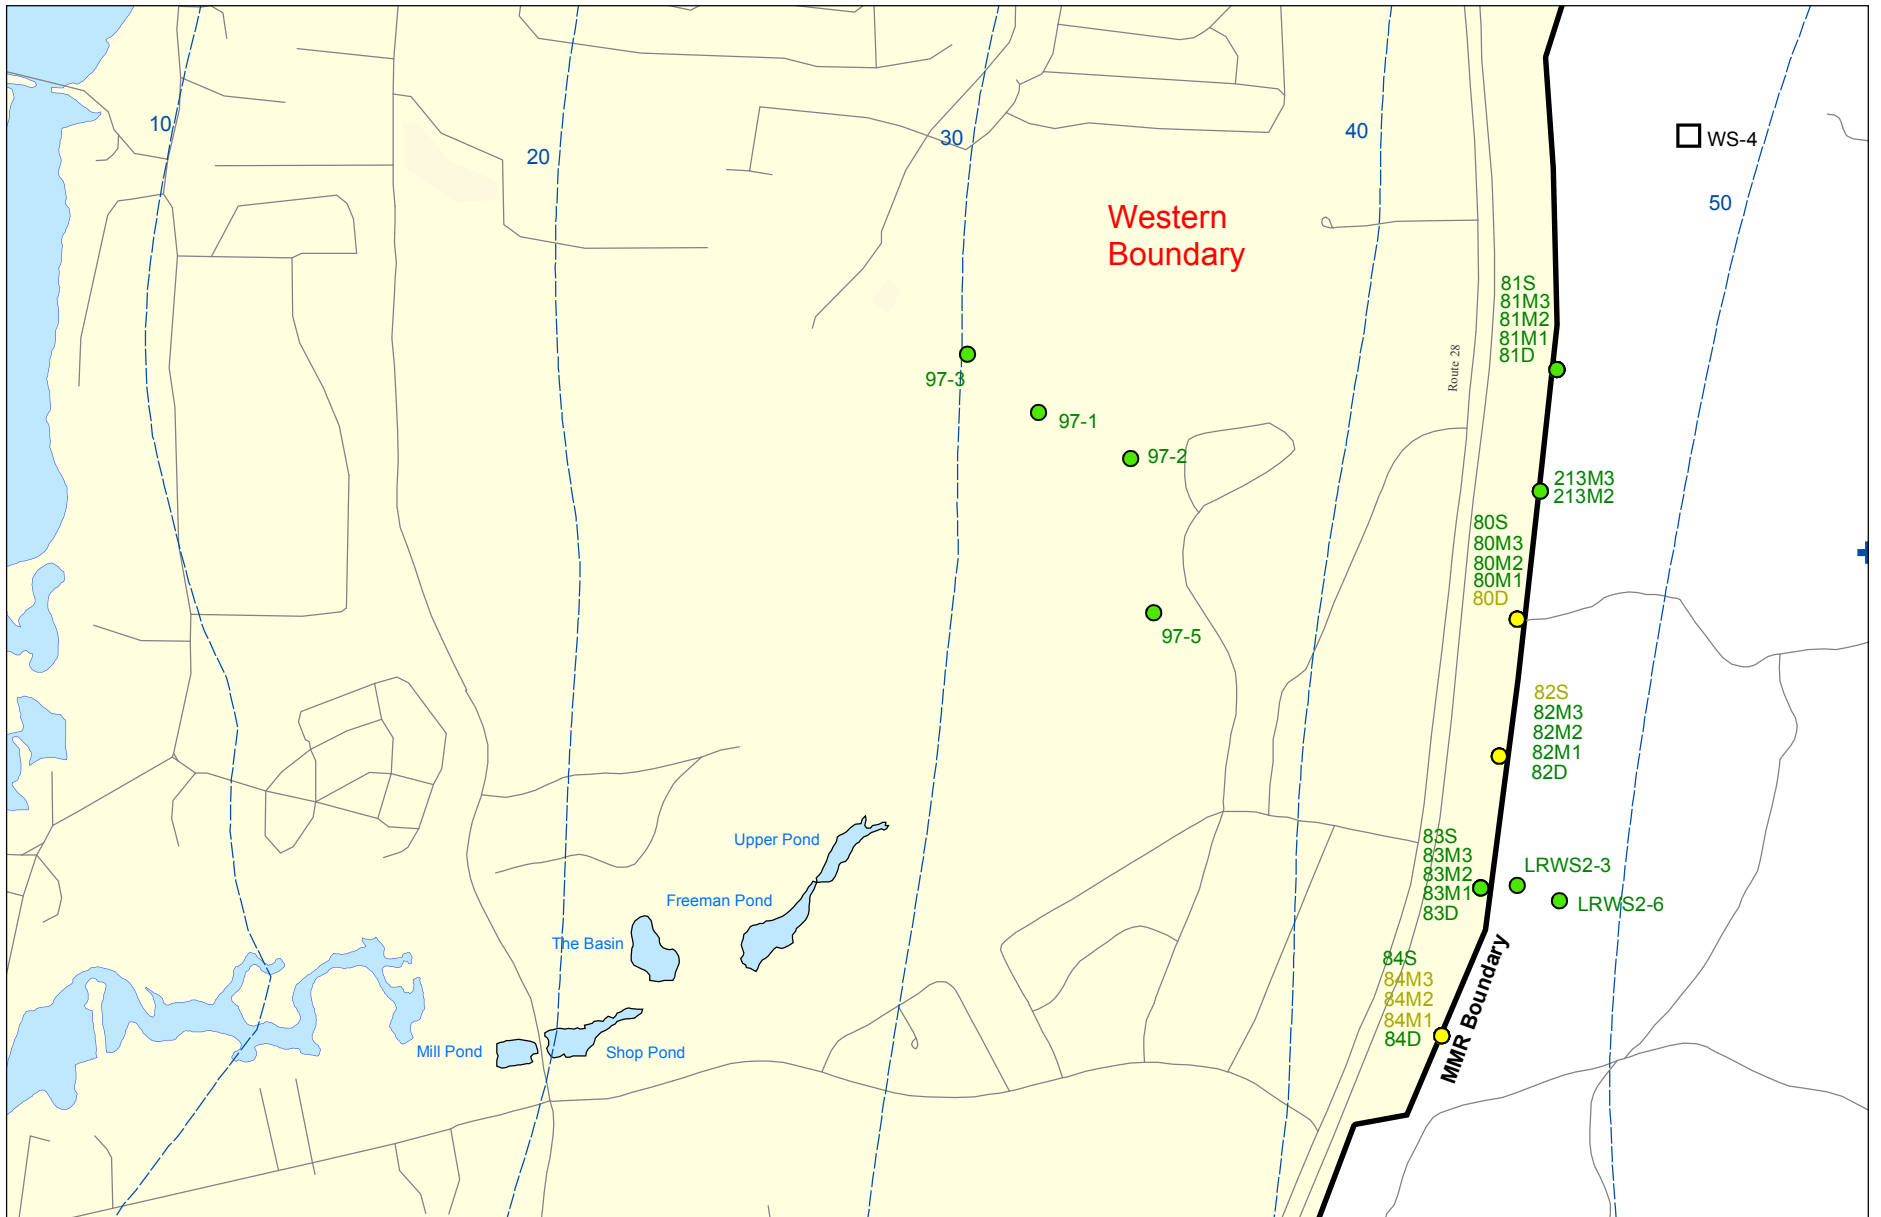 10
20
30
40
WS-4
50
Western
Boundary
81S
81M3
81M2
81M1
81D
Route 28
97-3
97-1
97-2
213M3
213M2
80S
80M3
80M2
80M1
80D
97-5
82S
82M3
82M2
82M1
82D
Upper Pond
83S
83M3
83M2
83M1
83D
LRWS2-3
LRWS2-6
Freeman Pond
The Basin
84S
84M3
84M2
84M1
84D
MMR Boundary
Mill Pond
Shop Pond